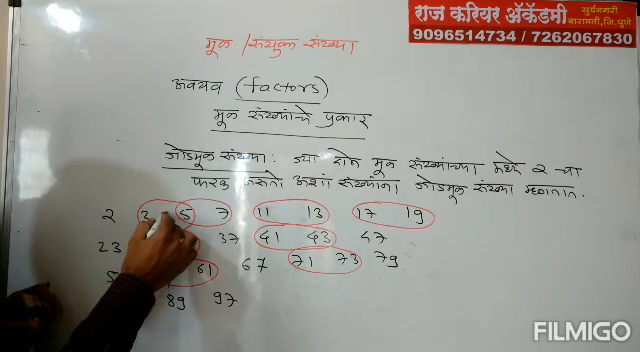 राज करियर अ‍ॅकॅडमी सुर्यनगरी बारामती,जि.पुणे
9096514734 / 7262067830
मूळ / संयुक्त संख्या
अवयव (factors)
मूळ संख्यांचे प्रकार
जोडमूळ संख्या : ज्या दोन मूळ संख्यांच्या मध्ये २ चा
फरक असतो अशा संख्यांना जोडमूळ संख्या म्हणतात.
2 3 5 7 11 13 17 19
23 37 41 43 47
5 61 67 71 73 79
89 97
FILMIGO